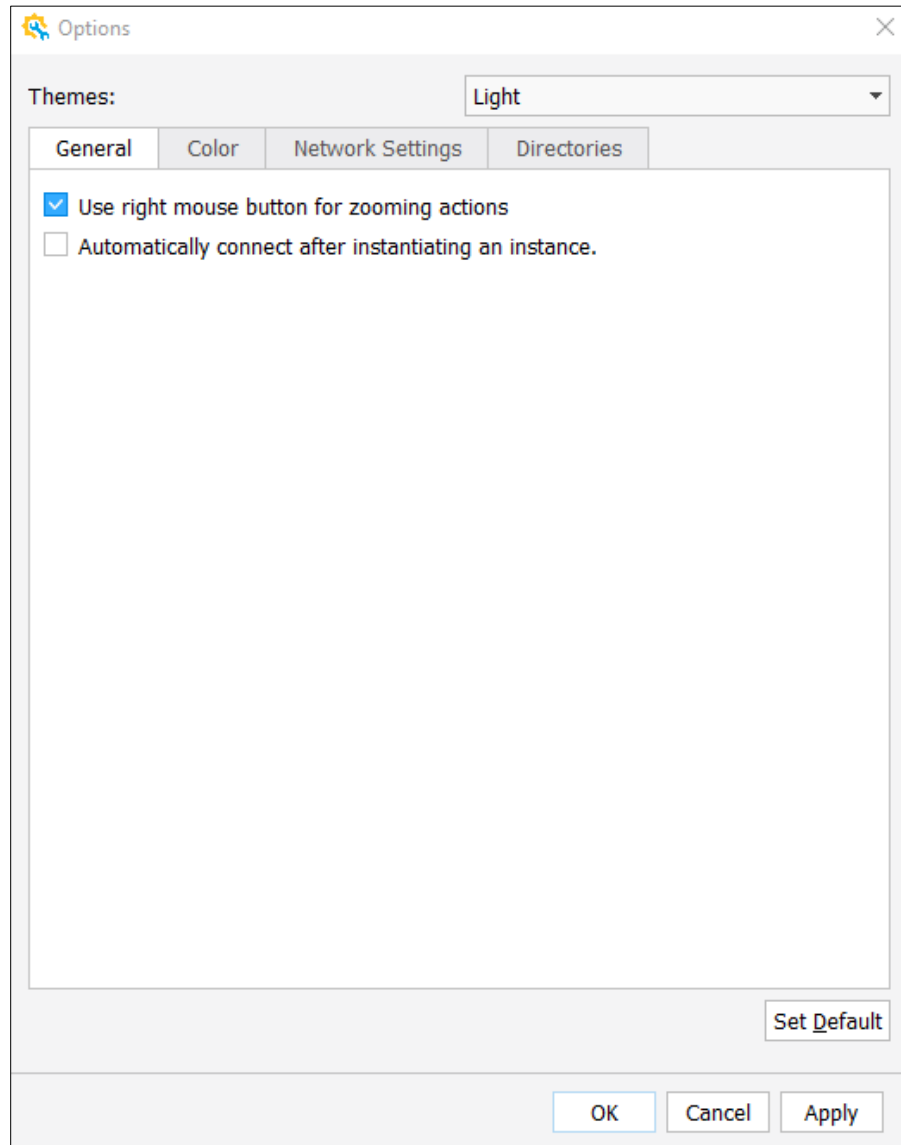 Options
Themes:
Light
General Color Network Settings Directories
Use right mouse button for zooming actions
Automatically connect after instantiating an instance.
Set Default
OK Cancel Apply